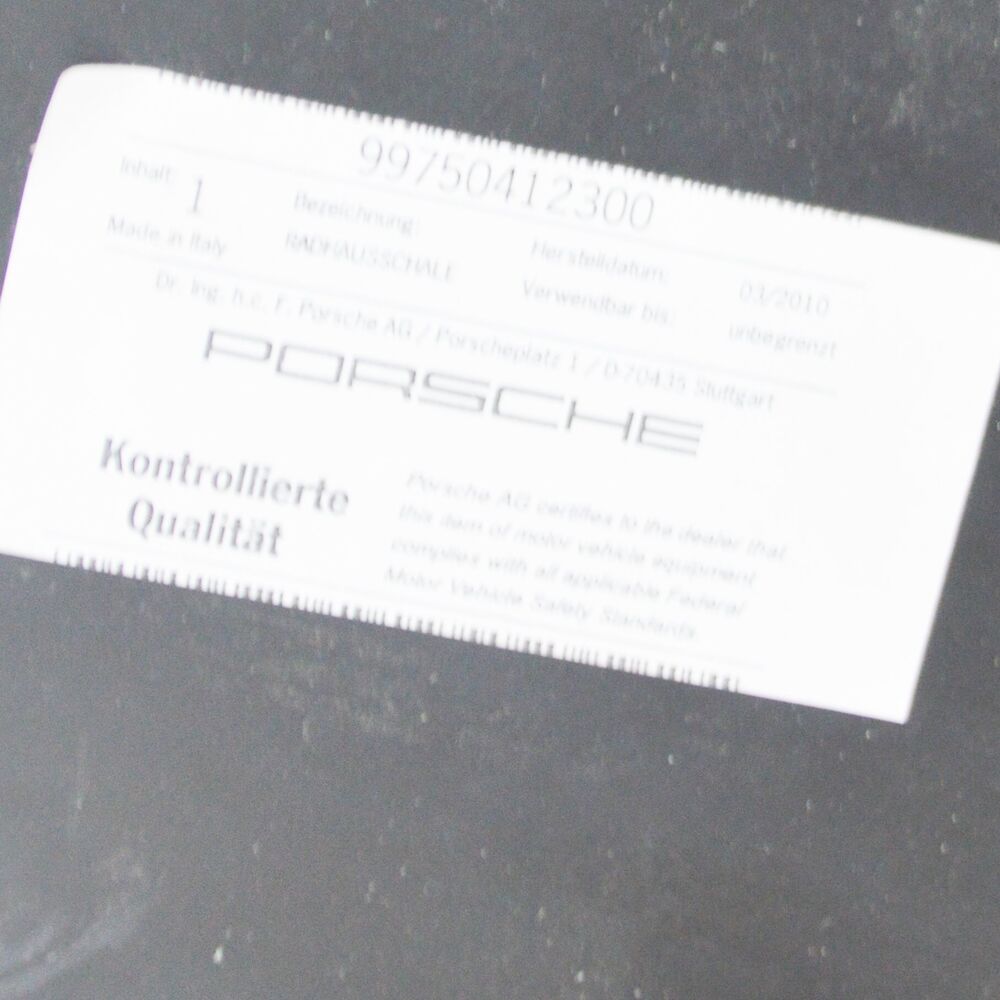 99750412300
Inhalt: 1
Made in Italy
Bezeichnung:
RADHAUSSCHALE
Herstelldatum: 03/2010
Verwendbar bis: unbegrenzt
Dr. Ing. h.c. F. Porsche AG / Porscheplatz 1 / D-70435 Stuttgart
PORSCHE
Kontrollierte
Qualität
Porsche AG certifies to the dealer that
this item of motor vehicle equipment
complies with all applicable Federal
Motor Vehicle Safety Standards